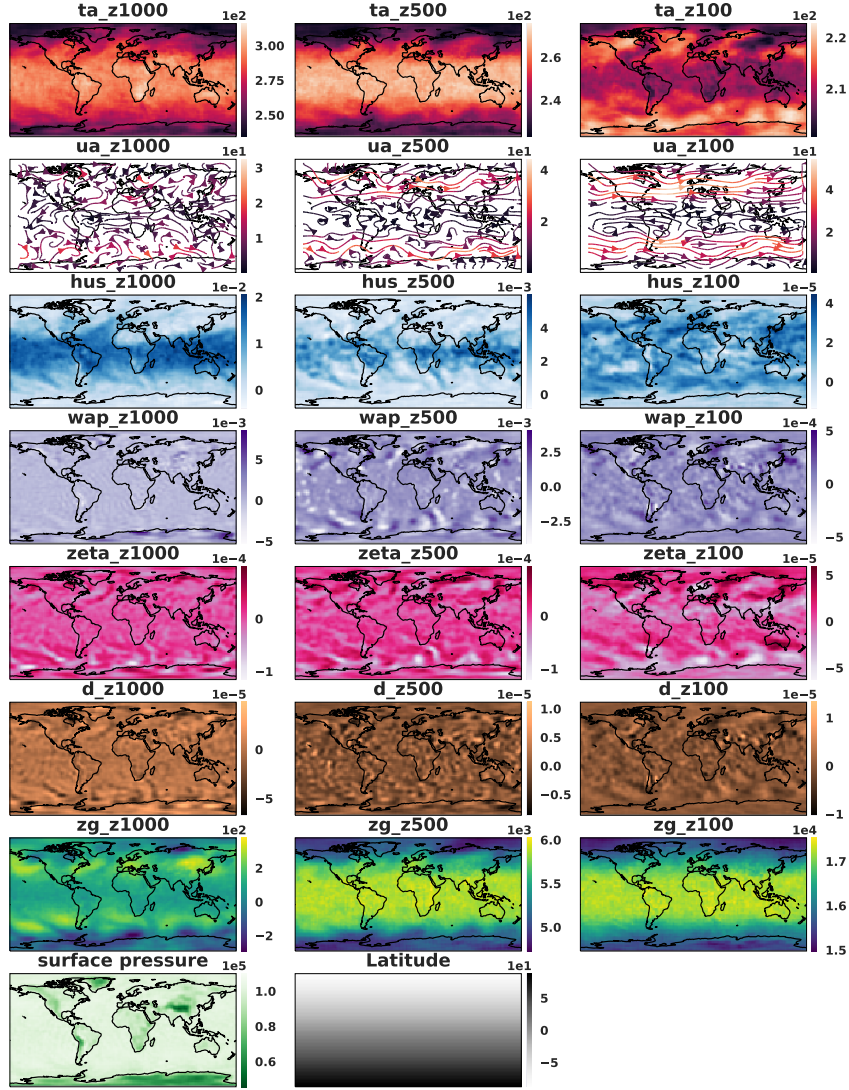 ta_z1000 ta_z500 ta_z100
1e2 1e2 1e2
3.00 2.75 2.50 2.6 2.4 2.2 2.1
ua_z1000 ua_z500 ua_z100
1e1 1e1 1e1
3 2 1 4 2 4 2
hus_z1000 hus_z500 hus_z100
1e-2 1e-3 1e-5
2 1 0 4 2 0 4 2 0
wap_z1000 wap_z500 wap_z100
1e-3 1e-4
5 0 −5 2.5 0.0 −2.5 5 0 −5
zeta_z1000 zeta_z500 zeta_z100
1e-4 1e-4 1e-5
0 −1 0 −1 5 0 −5
d_z1000 d_z500 d_z100
1e-5 1e-5 1e-5
0 −5 1.0 0.5 0.0 −0.5 1 0 −1
zg_z1000 zg_z500 zg_z100
1e2 1e3 1e4
2 0 −2 6.0 5.5 5.0 1.7 1.6 1.5
surface pressure Latitude
1e5 1e1
1.0 0.8 0.6 5 0 −5